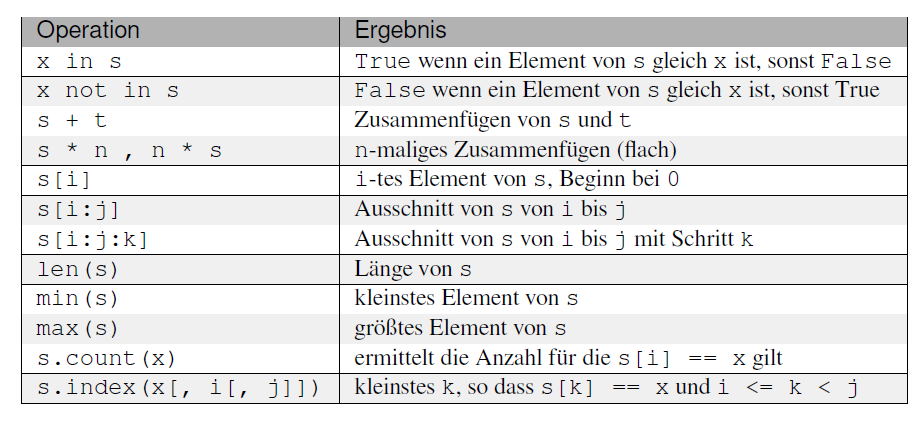 Operation Ergebnis
x in s True wenn ein Element von s gleich x ist, sonst False
x not in s False wenn ein Element von s gleich x ist, sonst True
s + t Zusammenfügen von s und t
s * n , n * s n-maliges Zusammenfügen (flach)
s[i] i-tes Element von s, Beginn bei 0
s[i:j] Ausschnitt von s von i bis j
s[i:j:k] Ausschnitt von s von i bis j mit Schritt k
len(s) Länge von s
min(s) kleinstes Element von s
max(s) größtes Element von s
s.count(x) ermittelt die Anzahl für die s[i] == x gilt
s.index(x[, i[, j]]) kleinstes k, so dass s[k] == x und i <= k < j